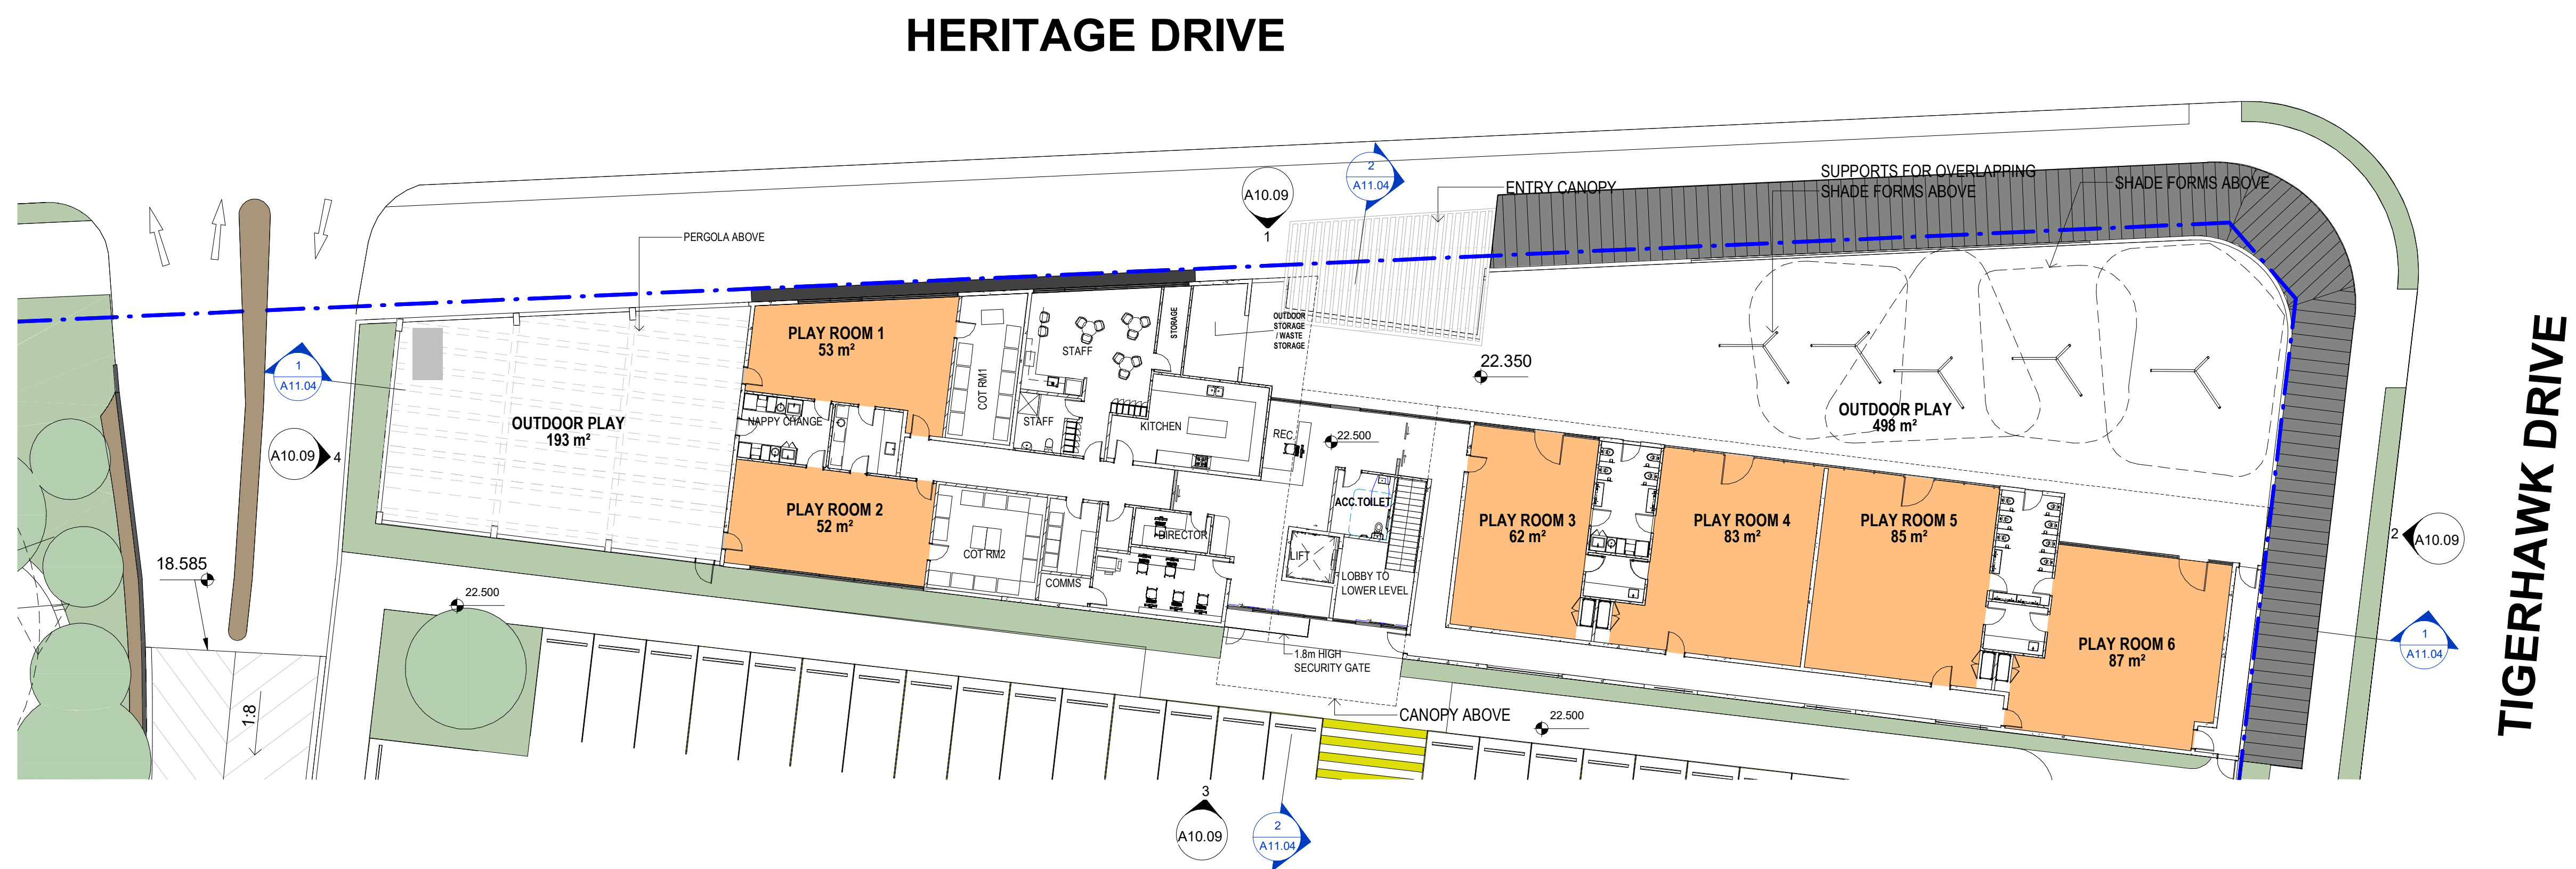 HERITAGE DRIVE
2
A11.04
A10.09
1
ENTRY CANOPY
SUPPORTS FOR OVERLAPPING
SHADE FORMS ABOVE
SHADE FORMS ABOVE
PERGOLA ABOVE
1
A11.04
A10.09
4
OUTDOOR PLAY
193 m²
PLAY ROOM 1
53 m²
COT RM1
STAFF
STORAGE
OUTDOOR
STORAGE
/ WASTE
STORAGE
22.350
NAPPY CHANGE
STAFF
KITCHEN
REC.
22.500
OUTDOOR PLAY
498 m²
PLAY ROOM 2
52 m²
COT RM2
COMMS
DIRECTOR
ACC.TOILET
LIFT
LOBBY TO
LOWER LEVEL
PLAY ROOM 3
62 m²
PLAY ROOM 4
83 m²
PLAY ROOM 5
85 m²
PLAY ROOM 6
87 m²
2
A10.09
1
A11.04
TIGERHAWK DRIVE
18.585
22.500
1:8
1.8m HIGH
SECURITY GATE
CANOPY ABOVE
22.500
3
A10.09
2
A11.04